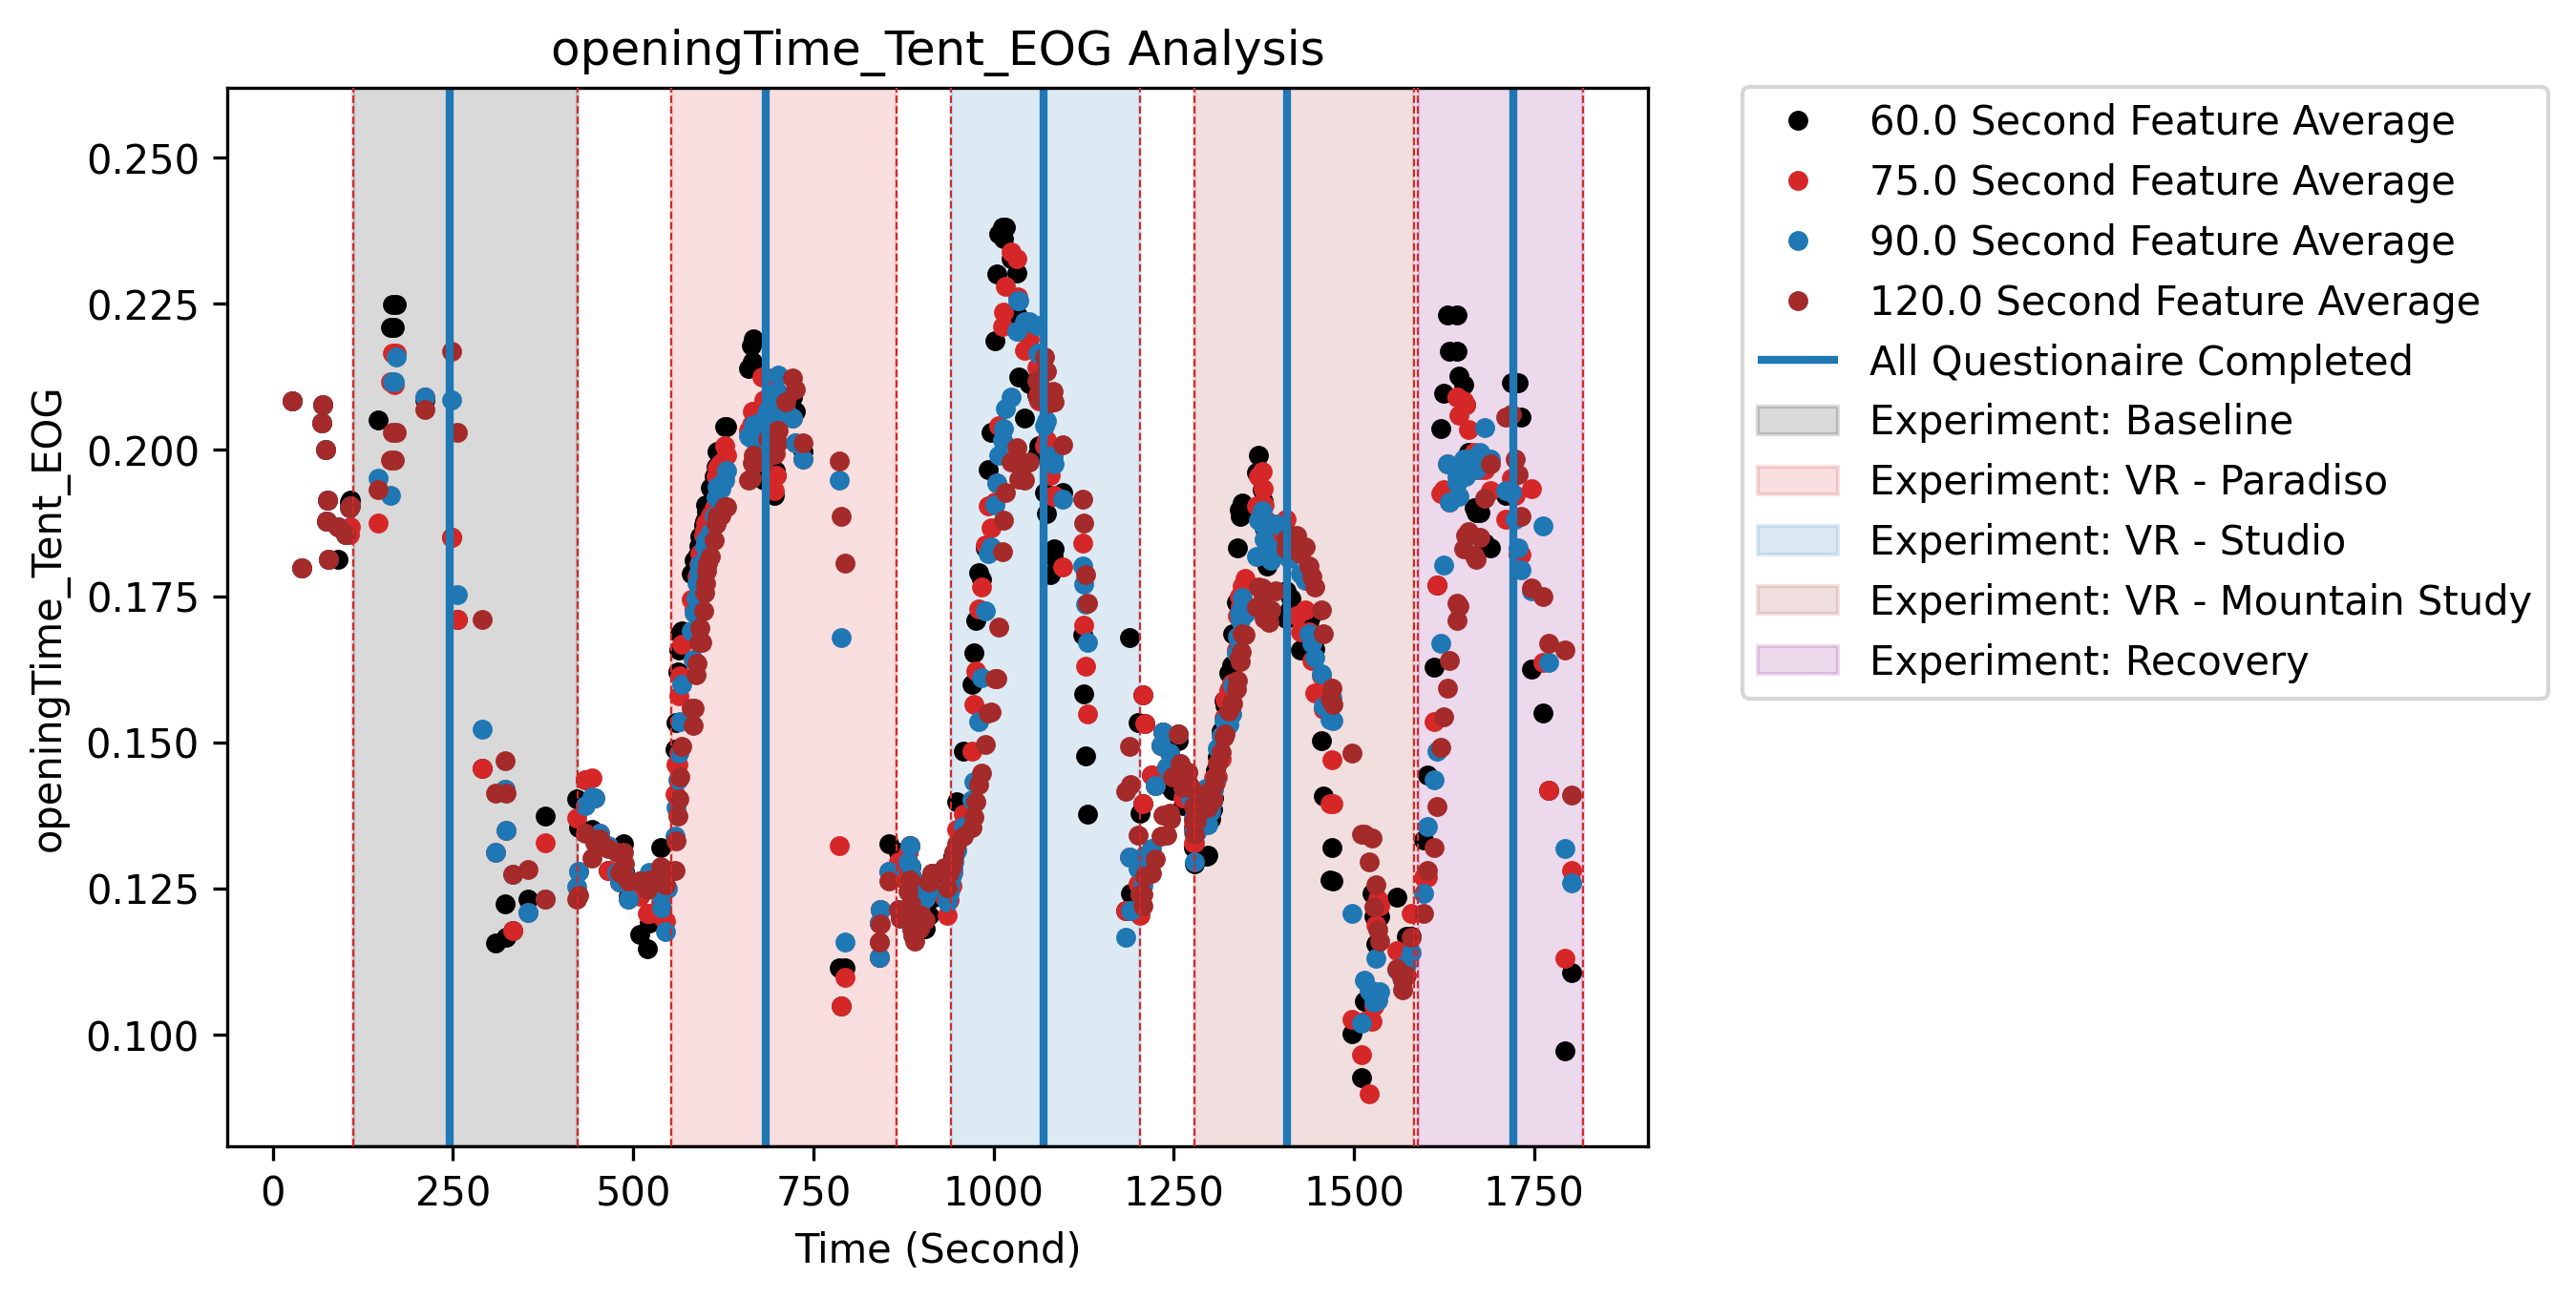 openingTime_Tent_EOG Analysis
openingTime_Tent_EOG
0.250
0.225
0.200
0.175
0.150
0.125
0.100
0 250 500 750 1000 1250 1500 1750
Time (Second)
60.0 Second Feature Average
75.0 Second Feature Average
90.0 Second Feature Average
120.0 Second Feature Average
All Questionaire Completed
Experiment: Baseline
Experiment: VR - Paradiso
Experiment: VR - Studio
Experiment: VR - Mountain Study
Experiment: Recovery